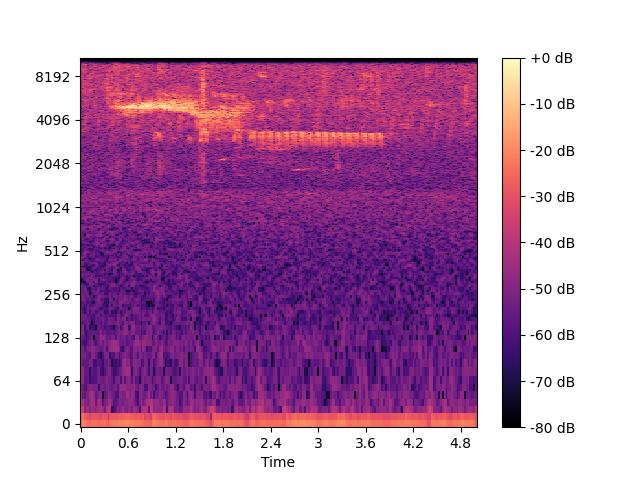 8192
4096
2048
1024
512
256
128
64
0
Hz
0 0.6 1.2 1.8 2.4 3 3.6 4.2 4.8
Time
+0 dB
-10 dB
-20 dB
-30 dB
-40 dB
-50 dB
-60 dB
-70 dB
-80 dB